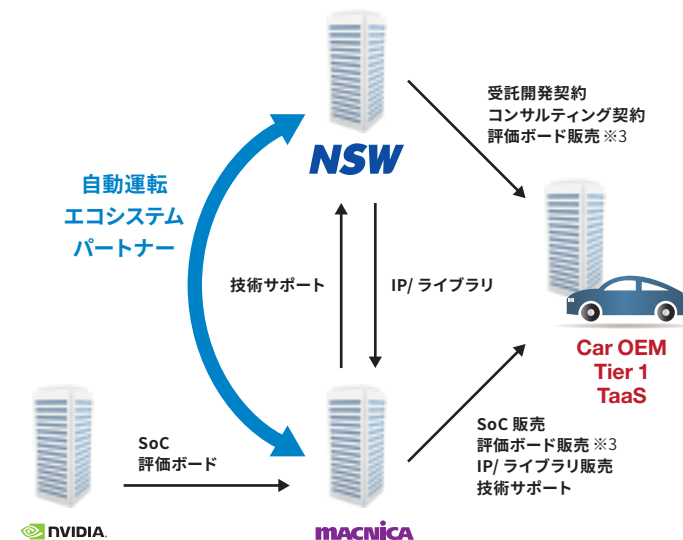 受託開発契約
コンサルティング契約
評価ボード販売 ※3
NSW
自動運転
エコシステム
パートナー
技術サポート
IP/ ライブラリ
Car OEM
Tier 1
TaaS
SoC
評価ボード
SoC 販売
評価ボード販売 ※3
IP/ ライブラリ販売
技術サポート
NVIDIA.
MACNICA